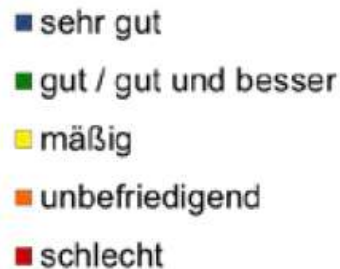 sehr gut
gut / gut und besser
mäßig
unbefriedigend
schlecht